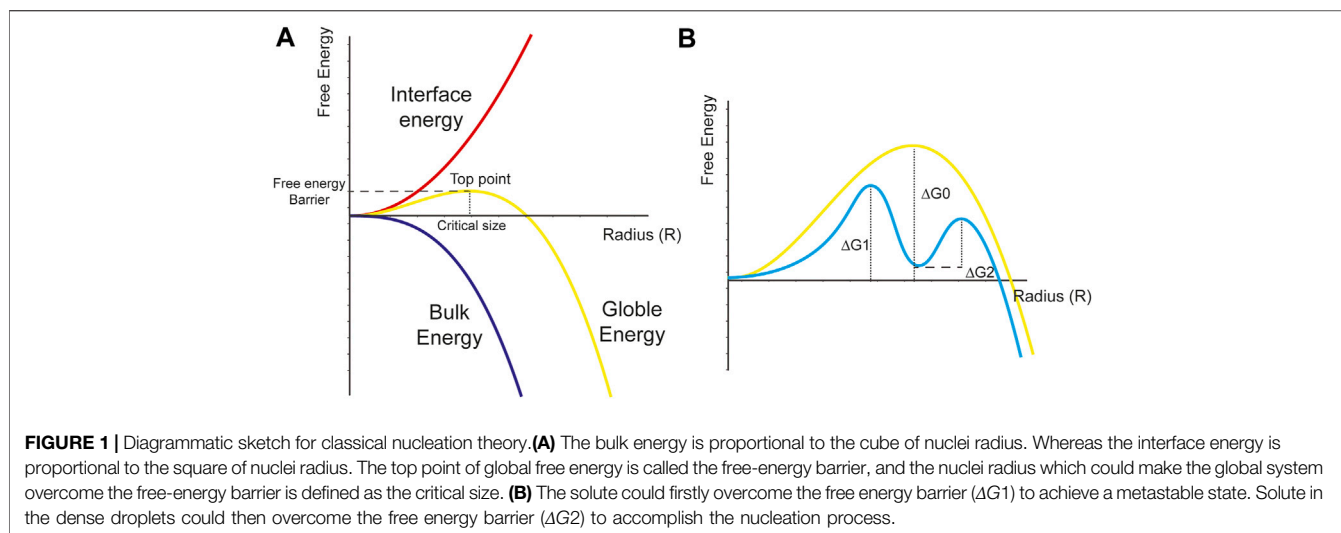 A
Free Energy
Interface
energy
Free energy
Barrier
Top point
Critical size
Radius (R)
Bulk
Energy
Globle
Energy
B
Free Energy
ΔG0
ΔG1
ΔG2
Radius (R)
FIGURE 1 | Diagrammatic sketch for classical nucleation theory.(A) The bulk energy is proportional to the cube of nuclei radius. Whereas the interface energy is
proportional to the square of nuclei radius. The top point of global free energy is called the free-energy barrier, and the nuclei radius which could make the global system
overcome the free-energy barrier is defined as the critical size. (B) The solute could firstly overcome the free energy barrier (ΔG1) to achieve a metastable state. Solute in
the dense droplets could then overcome the free energy barrier (ΔG2) to accomplish the nucleation process.